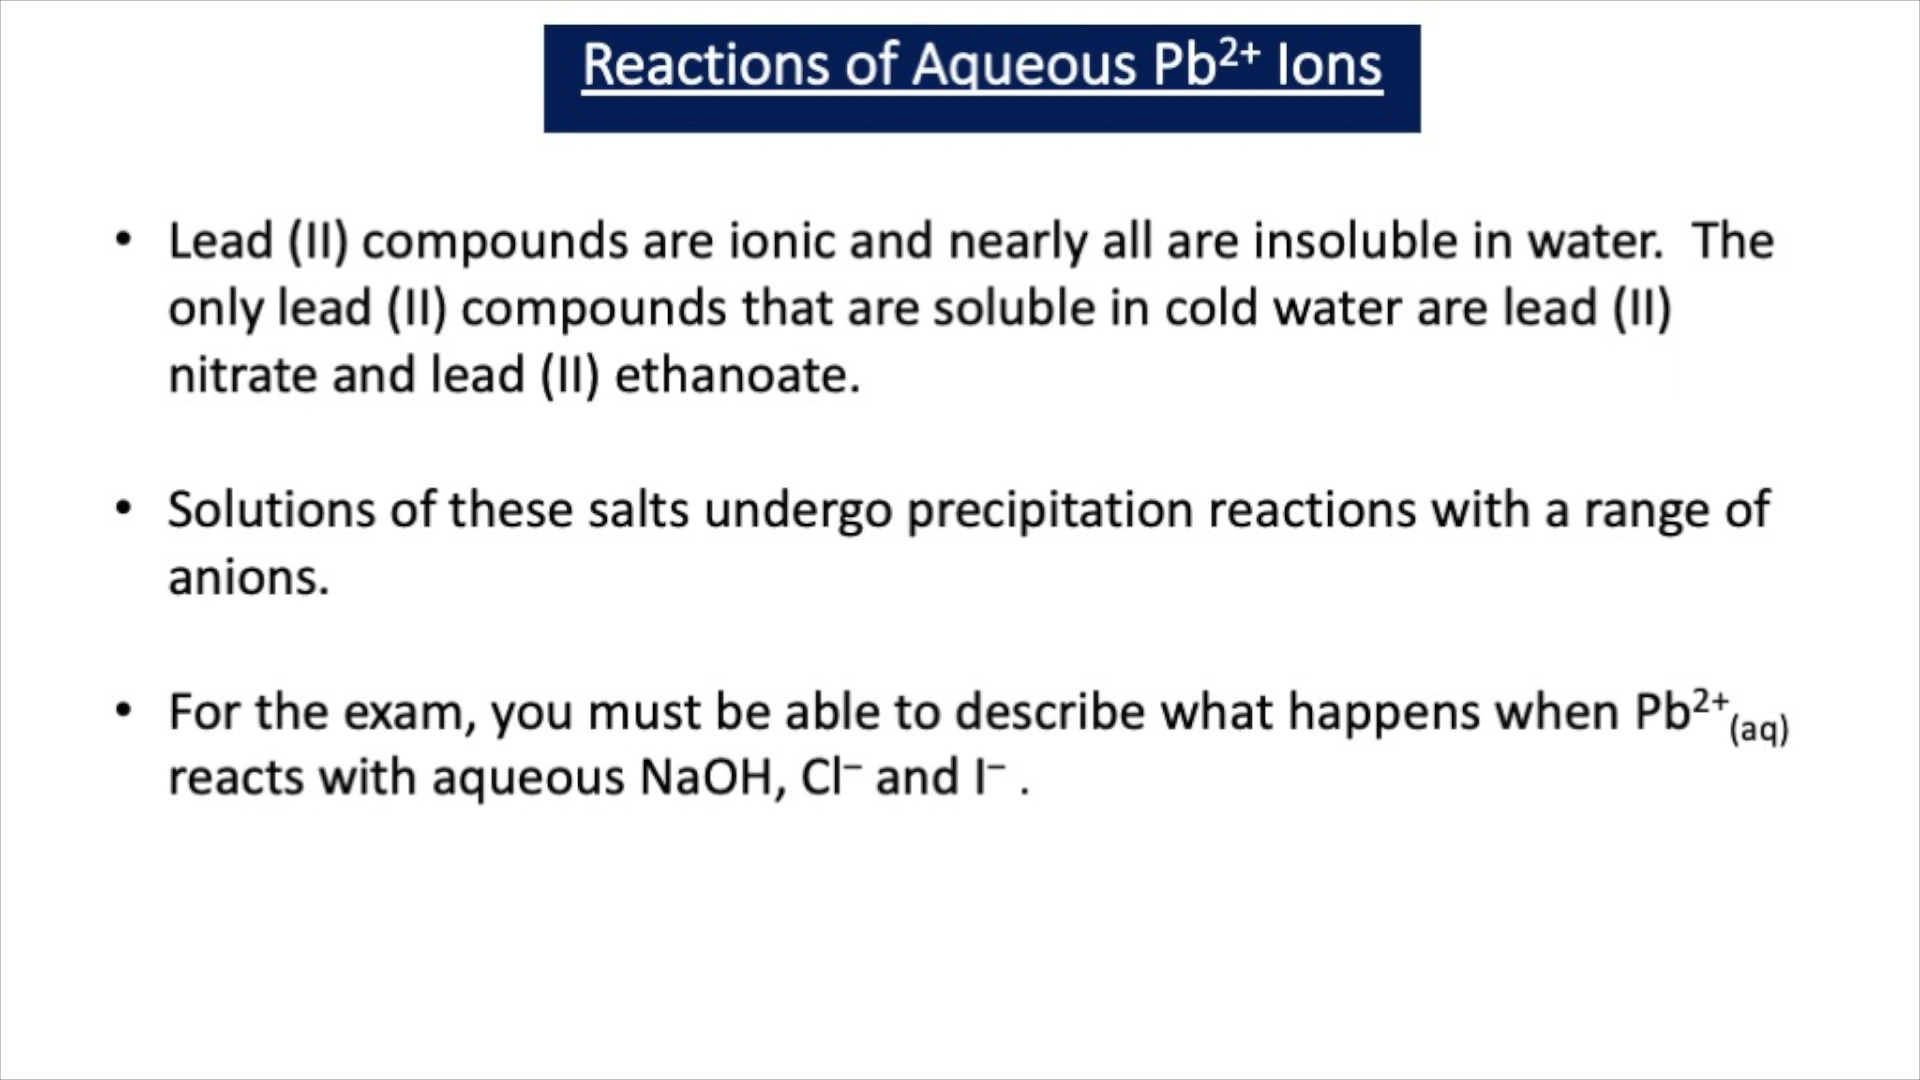 Reactions of Aqueous Pb²⁺ Ions
• Lead (II) compounds are ionic and nearly all are insoluble in water.  The
only lead (II) compounds that are soluble in cold water are lead (II)
nitrate and lead (II) ethanoate.
• Solutions of these salts undergo precipitation reactions with a range of
anions.
• For the exam, you must be able to describe what happens when Pb²⁺(aq)
reacts with aqueous NaOH, Cl⁻ and I⁻ .